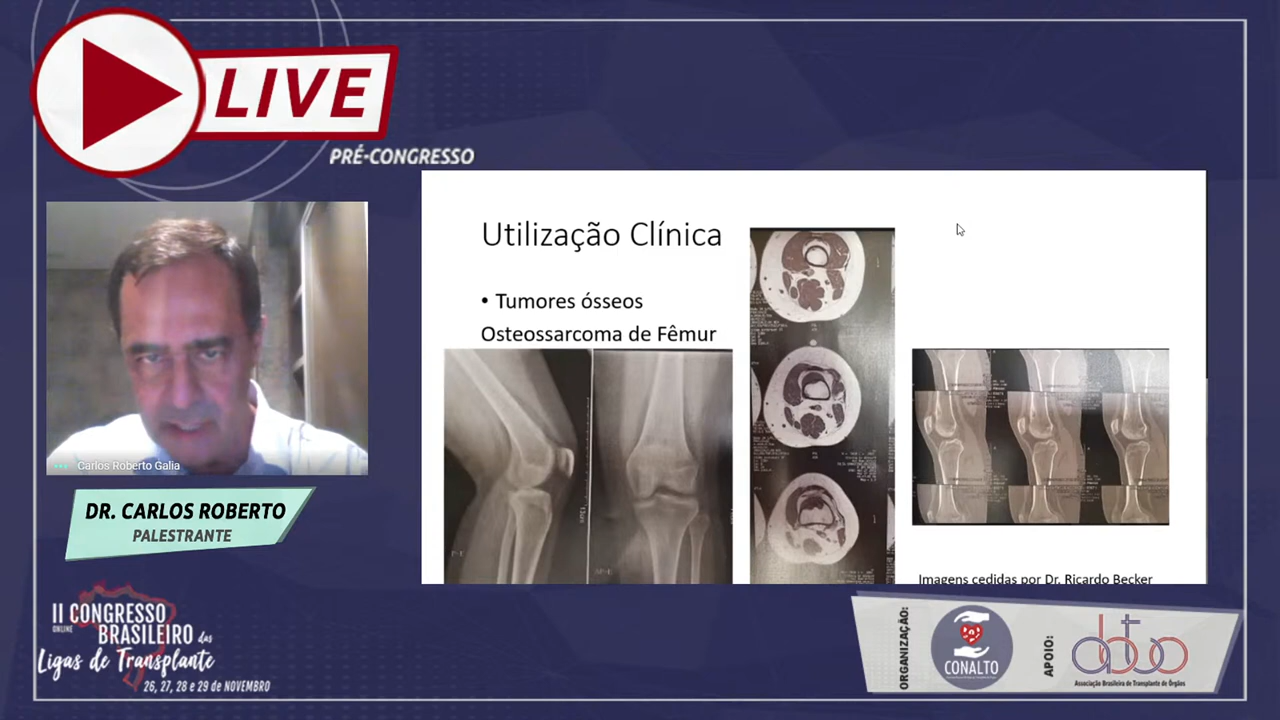 LIVE
PRÉ-CONGRESSO
Utilização Clínica
• Tumores ósseos
Osteossarcoma de Fêmur
Carlos Roberto Galia
DR. CARLOS ROBERTO
PALESTRANTE
Imagens cedidas por Dr. Ricardo Becker
II CONGRESSO
ONLINE
BRASILEIRO das
Ligas de Transplante
26, 27, 28 e 29 de NOVEMBRO
ORGANIZAÇÃO:
CONALTO
APOIO:
abto
Associação Brasileira de Transplante de Órgãos